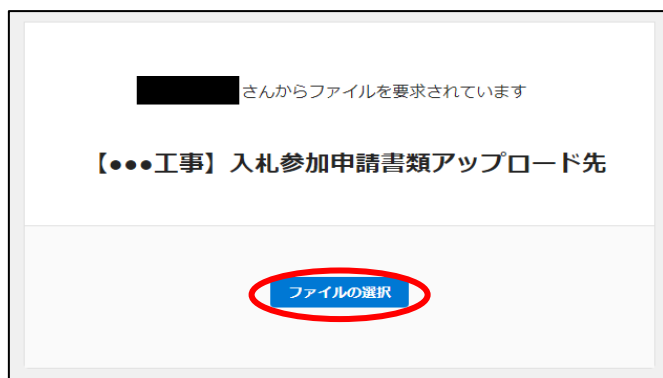 さんからファイルを要求されています
【●●●工事】入札参加申請書類アップロード先
ファイルの選択